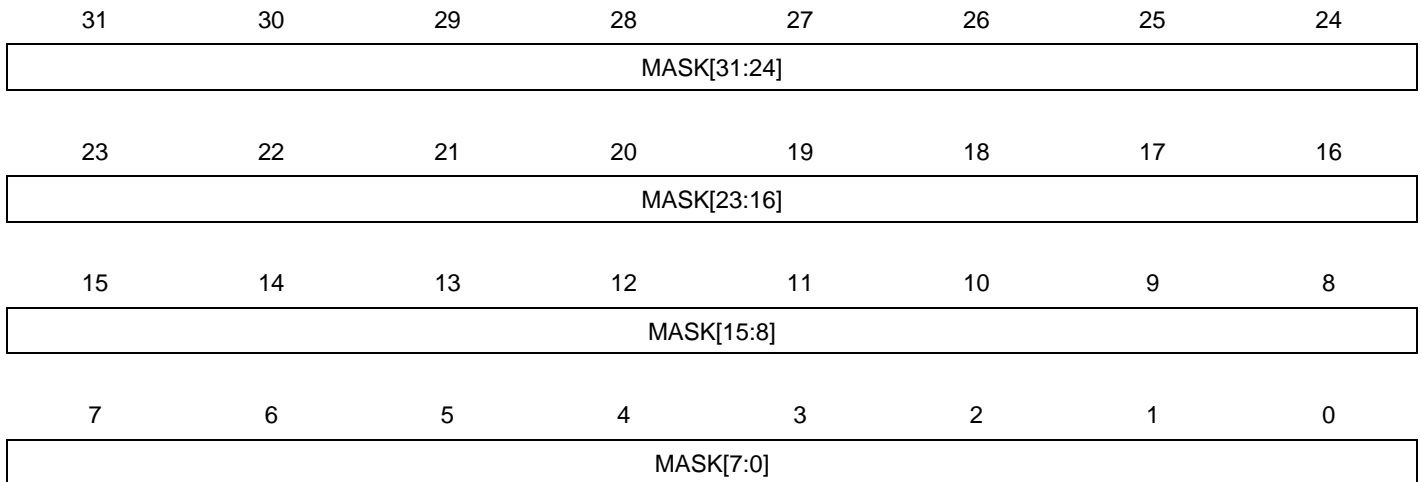 31 30 29 28 27 26 25 24
MASK[31:24]
23 22 21 20 19 18 17 16
MASK[23:16]
15 14 13 12 11 10 9 8
MASK[15:8]
7 6 5 4 3 2 1 0
MASK[7:0]